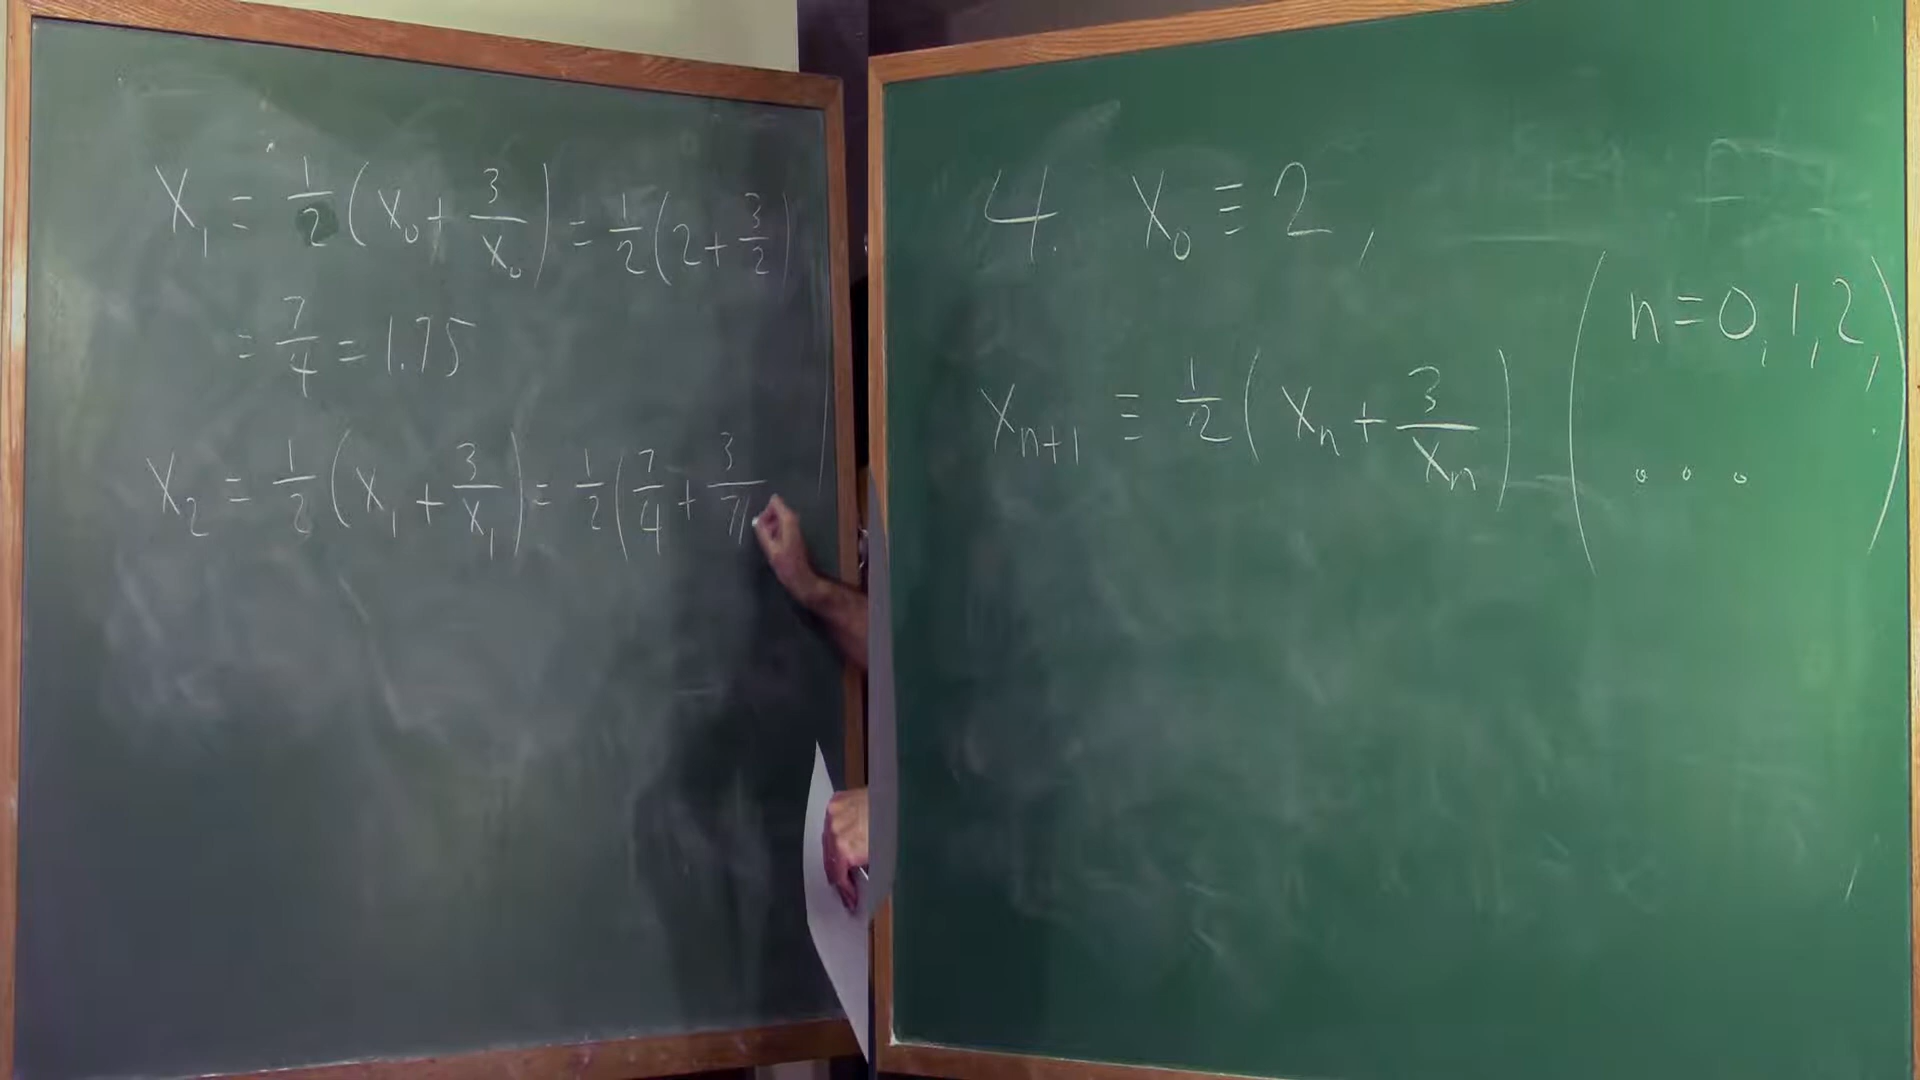 X₁ = 1/2 (X₀ + 3/X₀) = 1/2 (2 + 3/2)
= 7/4 = 1.75
X₂ = 1/2 (X₁ + 3/X₁) = 1/2 (7/4 + 3/7/
4. X₀ ≡ 2,
Xₙ₊₁ ≡ 1/2 (Xₙ + 3/Xₙ) (n = 0, 1, 2,
...)